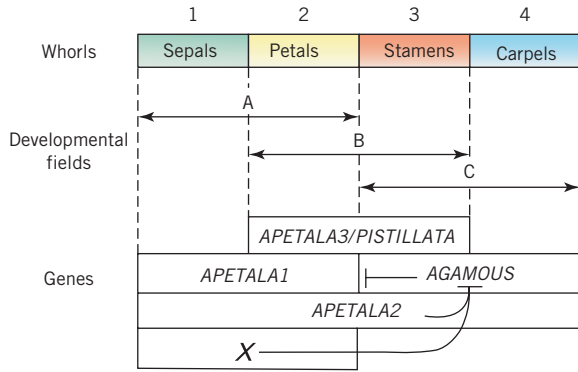 1 2 3 4
Whorls Sepals Petals Stamens Carpels
A
Developmental
fields
B
C
APETALA3/PISTILLATA
Genes APETALA1 AGAMOUS
APETALA2
X